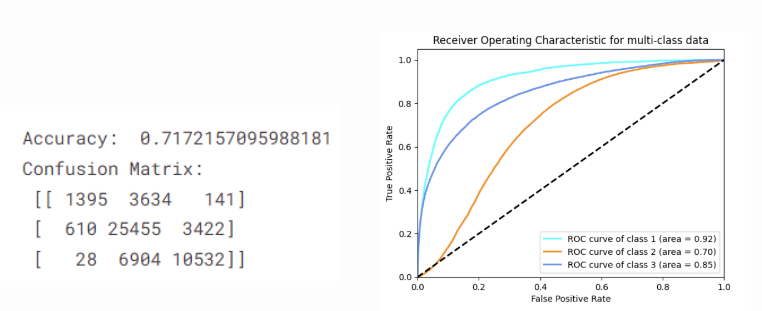 Accuracy:  0.7172157095988181
Confusion Matrix:
[[ 1395  3634   141]
[  610 25455  3422]
[   28  6904 10532]]
Receiver Operating Characteristic for multi-class data
True Positive Rate
1.0
0.8
0.6
0.4
0.2
0.0
ROC curve of class 1 (area = 0.92)
ROC curve of class 2 (area = 0.70)
ROC curve of class 3 (area = 0.85)
0.0 0.2 0.4 0.6 0.8 1.0
False Positive Rate